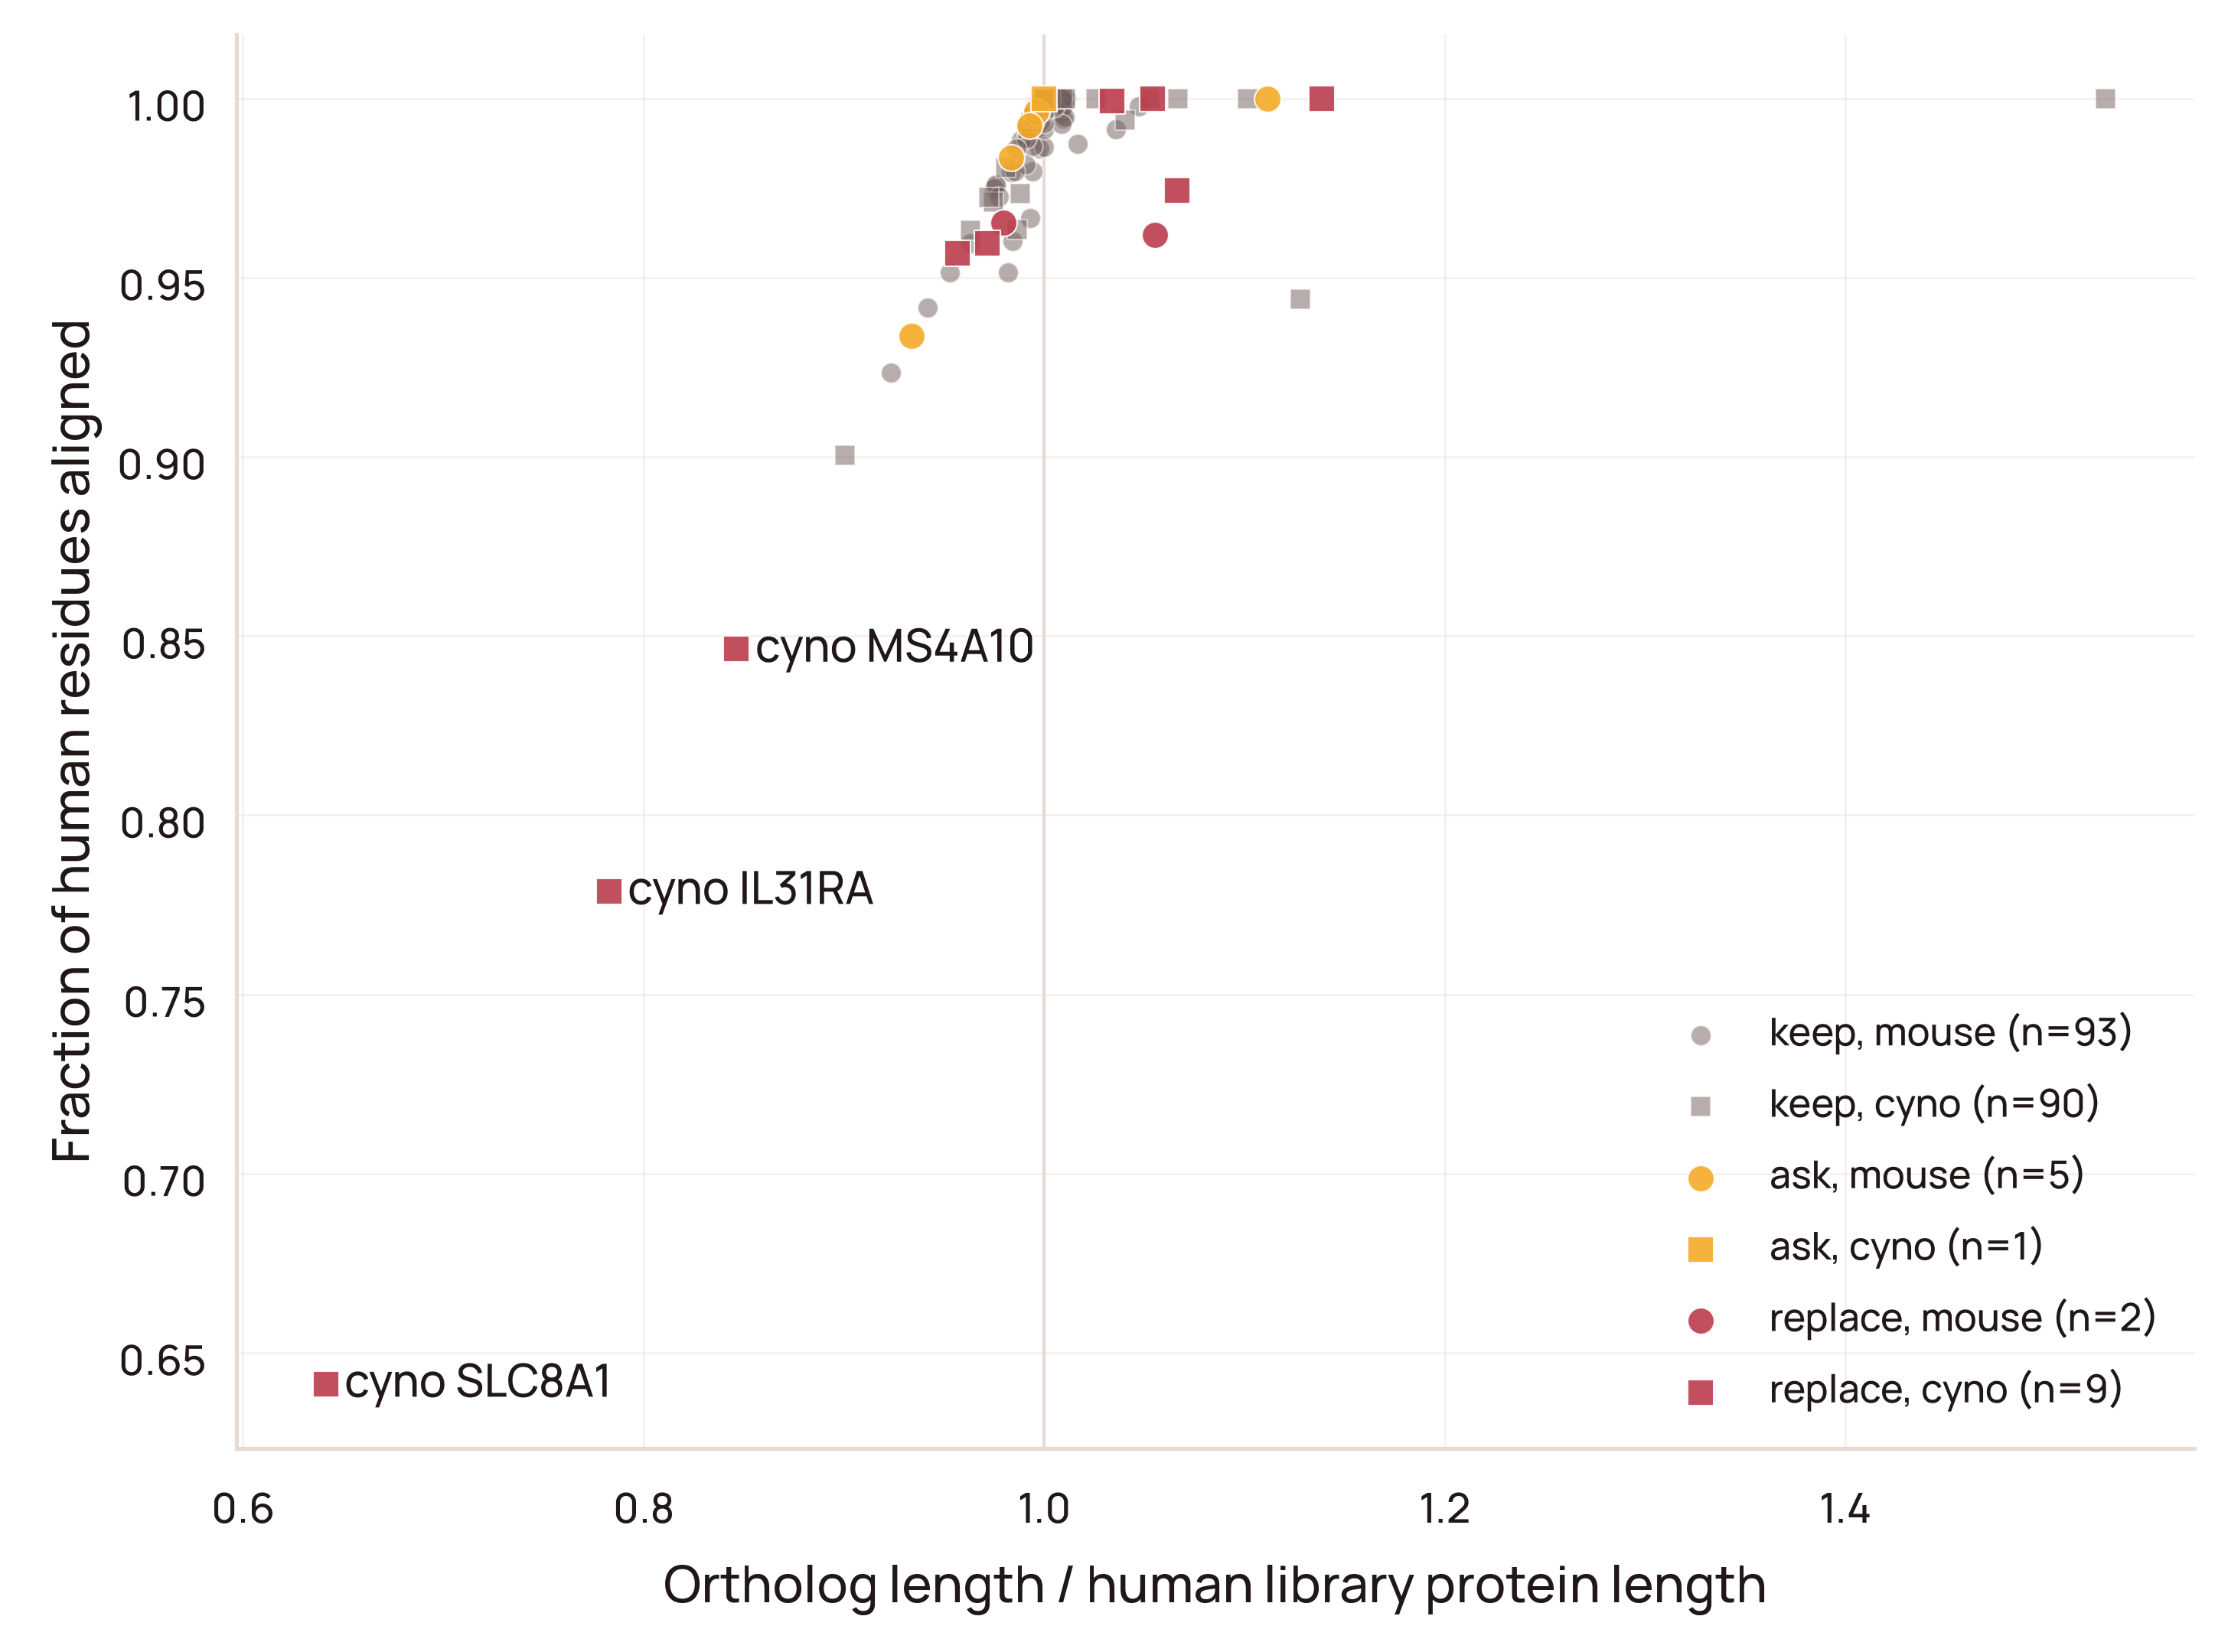 Fraction of human residues aligned
1.00
0.95
0.90
0.85
0.80
0.75
0.70
0.65
cyno MS4A10
cyno IL31RA
cyno SLC8A1
keep, mouse (n=93)
keep, cyno (n=90)
ask, mouse (n=5)
ask, cyno (n=1)
replace, mouse (n=2)
replace, cyno (n=9)
0.6
0.8
1.0
1.2
1.4
Ortholog length / human library protein length